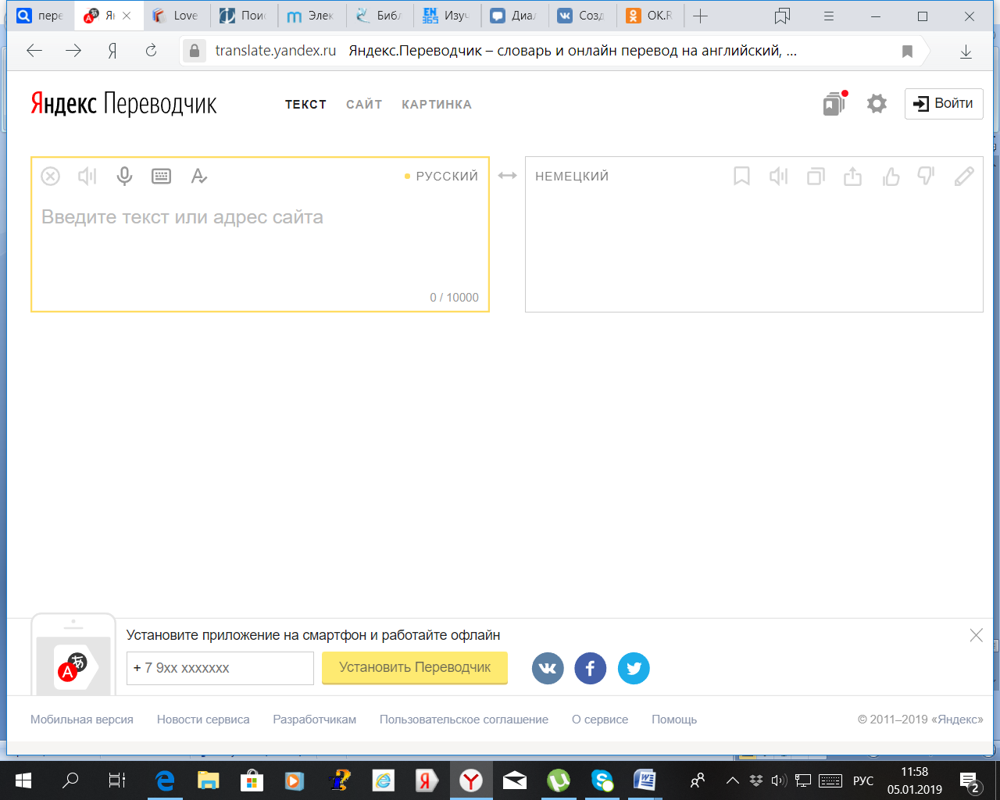 пере
Ян
Love
Поис
Элек
Библ
EN 365 Изуч
Диал
Созд
OK.R
translate.yandex.ru Яндекс.Переводчик – словарь и онлайн перевод на английский, ...
Яндекс Переводчик
ТЕКСТ САЙТ КАРТИНКА
Войти
РУССКИЙ
НЕМЕЦКИЙ
Введите текст или адрес сайта
0 / 10000
Установите приложение на смартфон и работайте офлайн
+ 7 9xx xxxxxxx
Установить Переводчик
Мобильная версия Новости сервиса Разработчикам Пользовательское соглашение О сервисе Помощь
© 2011–2019 «Яндекс»
РУС
11:58
05.01.2019
2